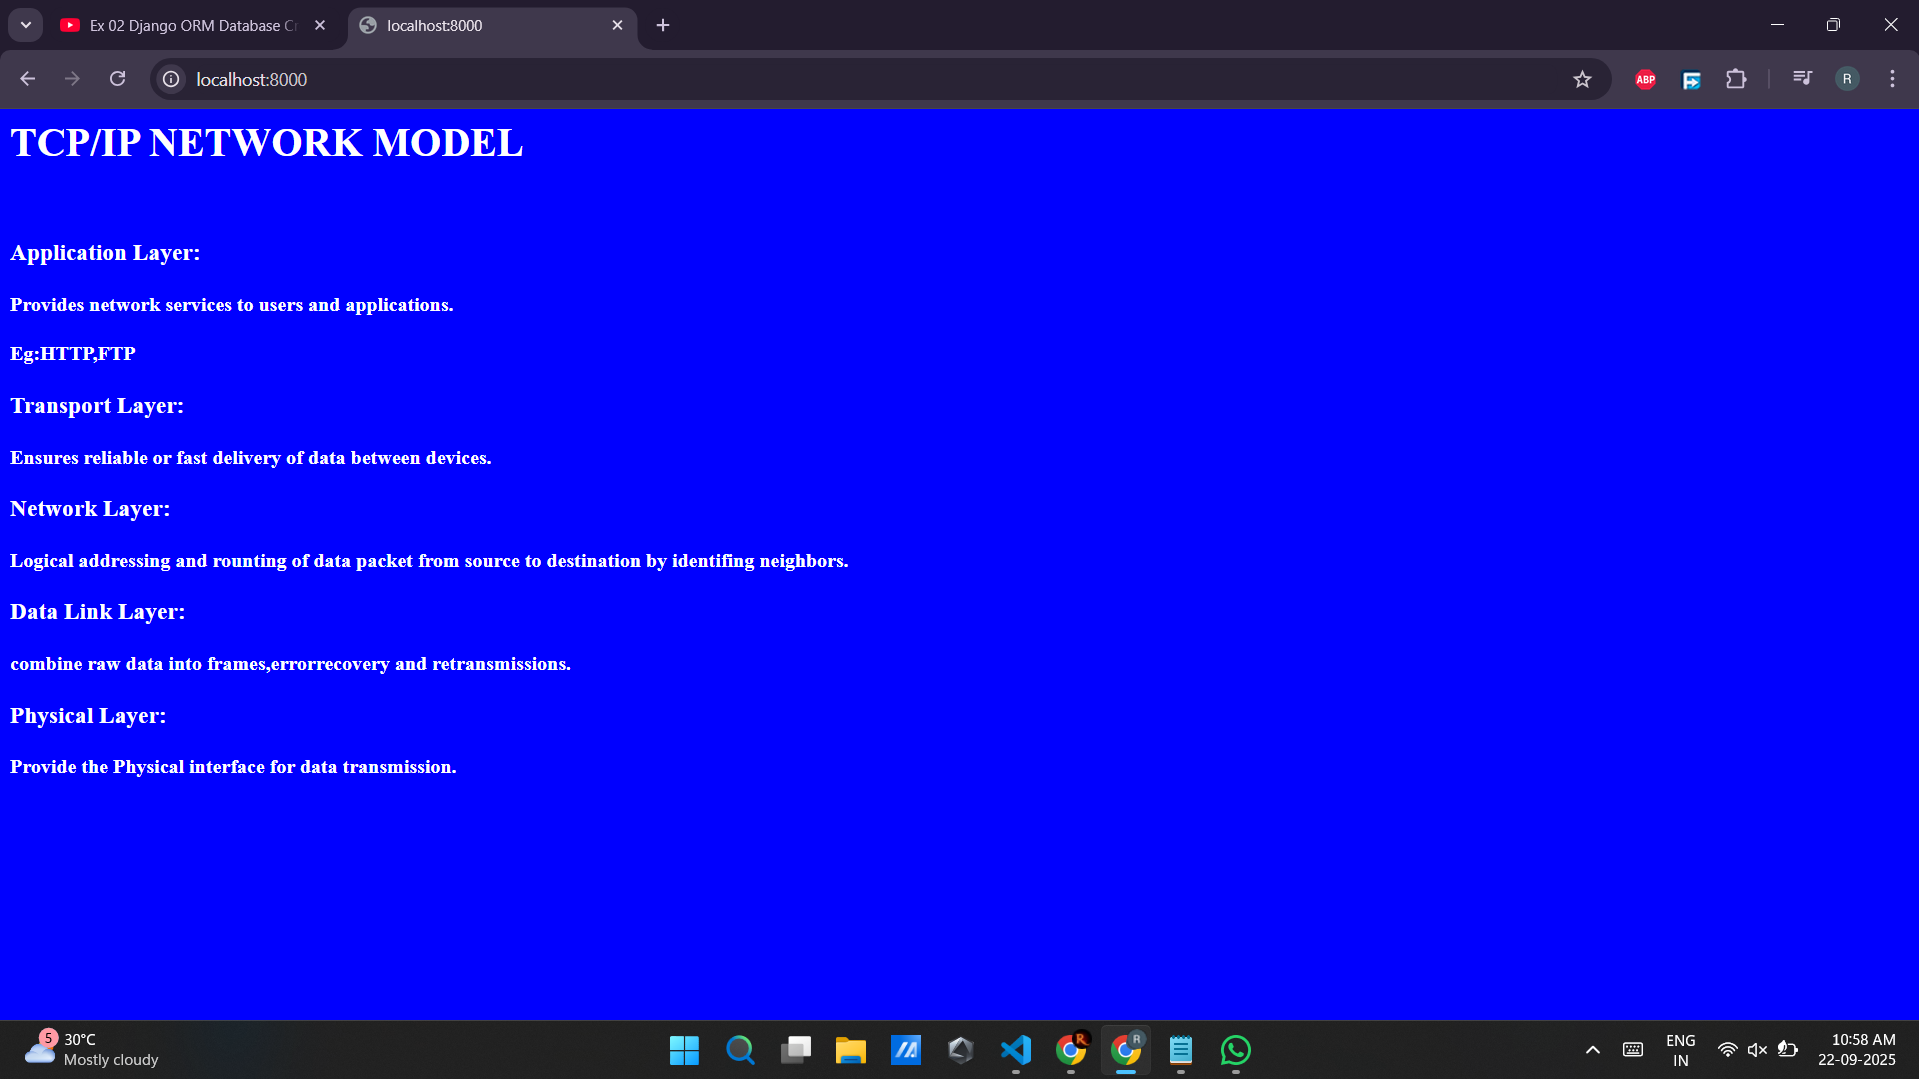 Ex 02 Django ORM Database Cr
localhost:8000
localhost:8000
ABP
R
TCP/IP NETWORK MODEL
Application Layer:
Provides network services to users and applications.
Eg:HTTP,FTP
Transport Layer:
Ensures reliable or fast delivery of data between devices.
Network Layer:
Logical addressing and rounting of data packet from source to destination by identifing neighbors.
Data Link Layer:
combine raw data into frames,errorrecovery and retransmissions.
Physical Layer:
Provide the Physical interface for data transmission.
5
30°C
Mostly cloudy
R
R
ENG
IN
10:58 AM
22-09-2025